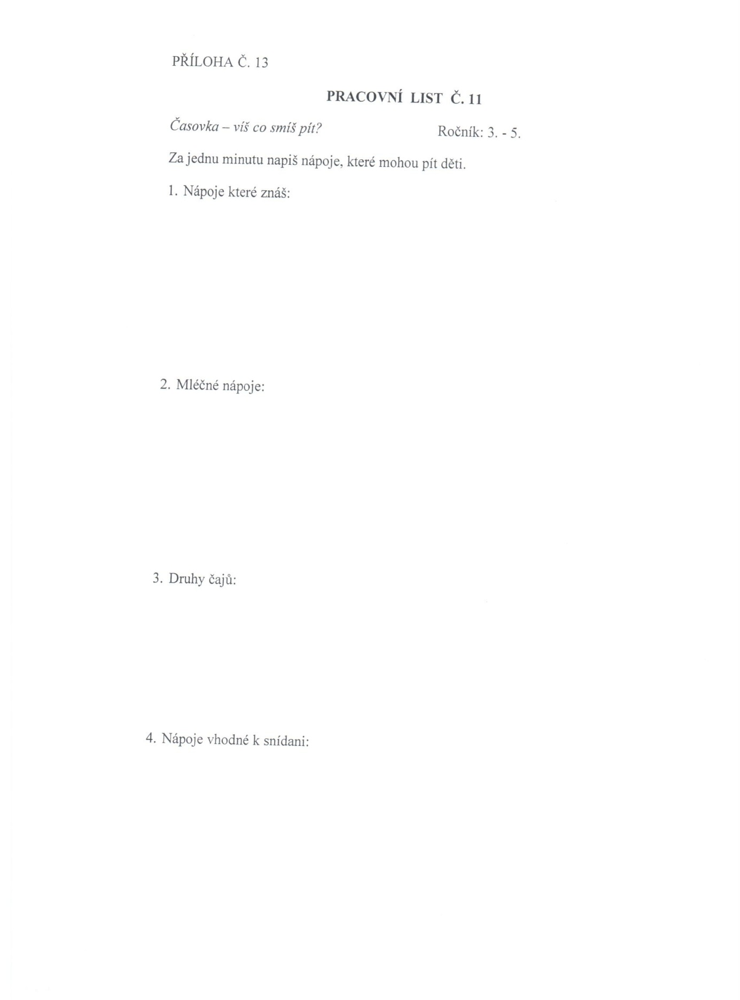 PŘÍLOHA Č. 13
PRACOVNÍ LIST Č. 11
Časovka – víš co smíš pít? Ročník: 3. - 5.
Za jednu minutu napiš nápoje, které mohou pít děti.
1. Nápoje které znáš:
2. Mléčné nápoje:
3. Druhy čajů:
4. Nápoje vhodné k snídani: